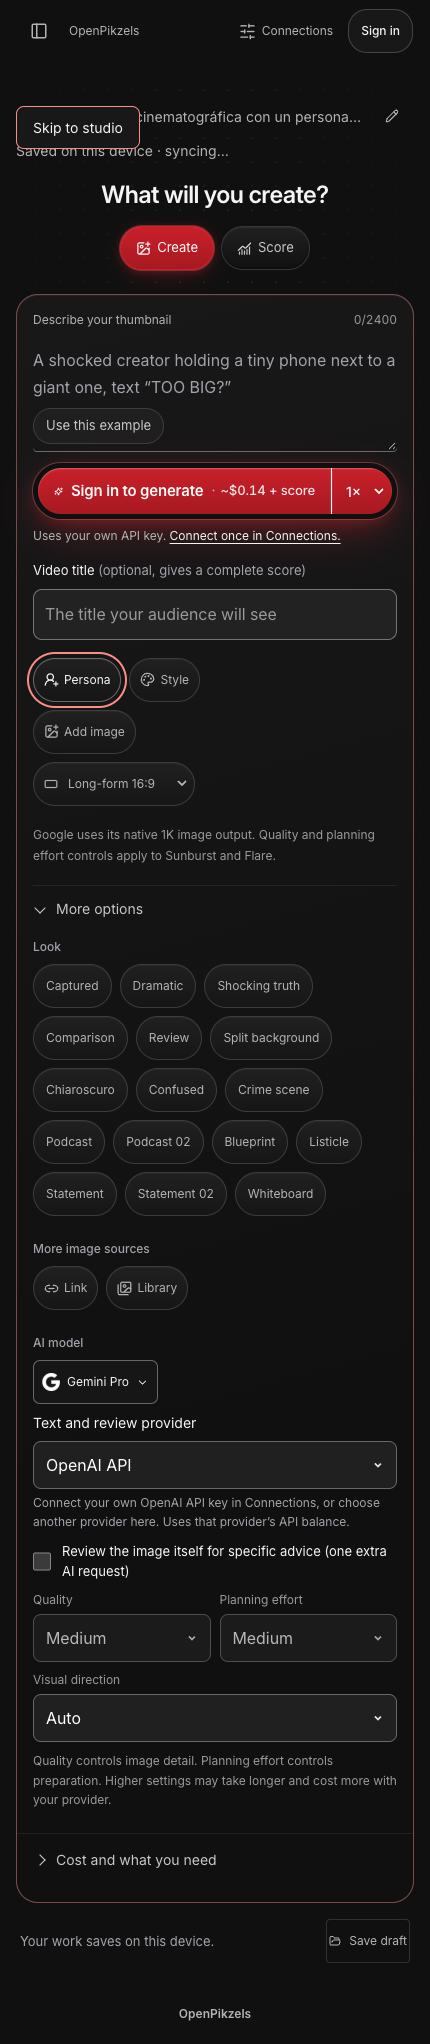 OpenPikzels
Connections
Sign in
cinematográfica con un persona...
Skip to studio
Saved on this device · syncing...
What will you create?
Create
Score
Describe your thumbnail
0/2400
A shocked creator holding a tiny phone next to a
giant one, text “TOO BIG?”
Use this example
Sign in to generate · ~$0.14 + score
1×
Uses your own API key. Connect once in Connections.
Video title (optional, gives a complete score)
The title your audience will see
Persona
Style
Add image
Long-form 16:9
Google uses its native 1K image output. Quality and planning
effort controls apply to Sunburst and Flare.
More options
Look
Captured
Dramatic
Shocking truth
Comparison
Review
Split background
Chiaroscuro
Confused
Crime scene
Podcast
Podcast 02
Blueprint
Listicle
Statement
Statement 02
Whiteboard
More image sources
Link
Library
AI model
Gemini Pro
Text and review provider
OpenAI API
Connect your own OpenAI API key in Connections, or choose
another provider here. Uses that provider’s API balance.
Review the image itself for specific advice (one extra
AI request)
Quality
Planning effort
Medium
Medium
Visual direction
Auto
Quality controls image detail. Planning effort controls
preparation. Higher settings may take longer and cost more with
your provider.
Cost and what you need
Your work saves on this device.
Save draft
OpenPikzels